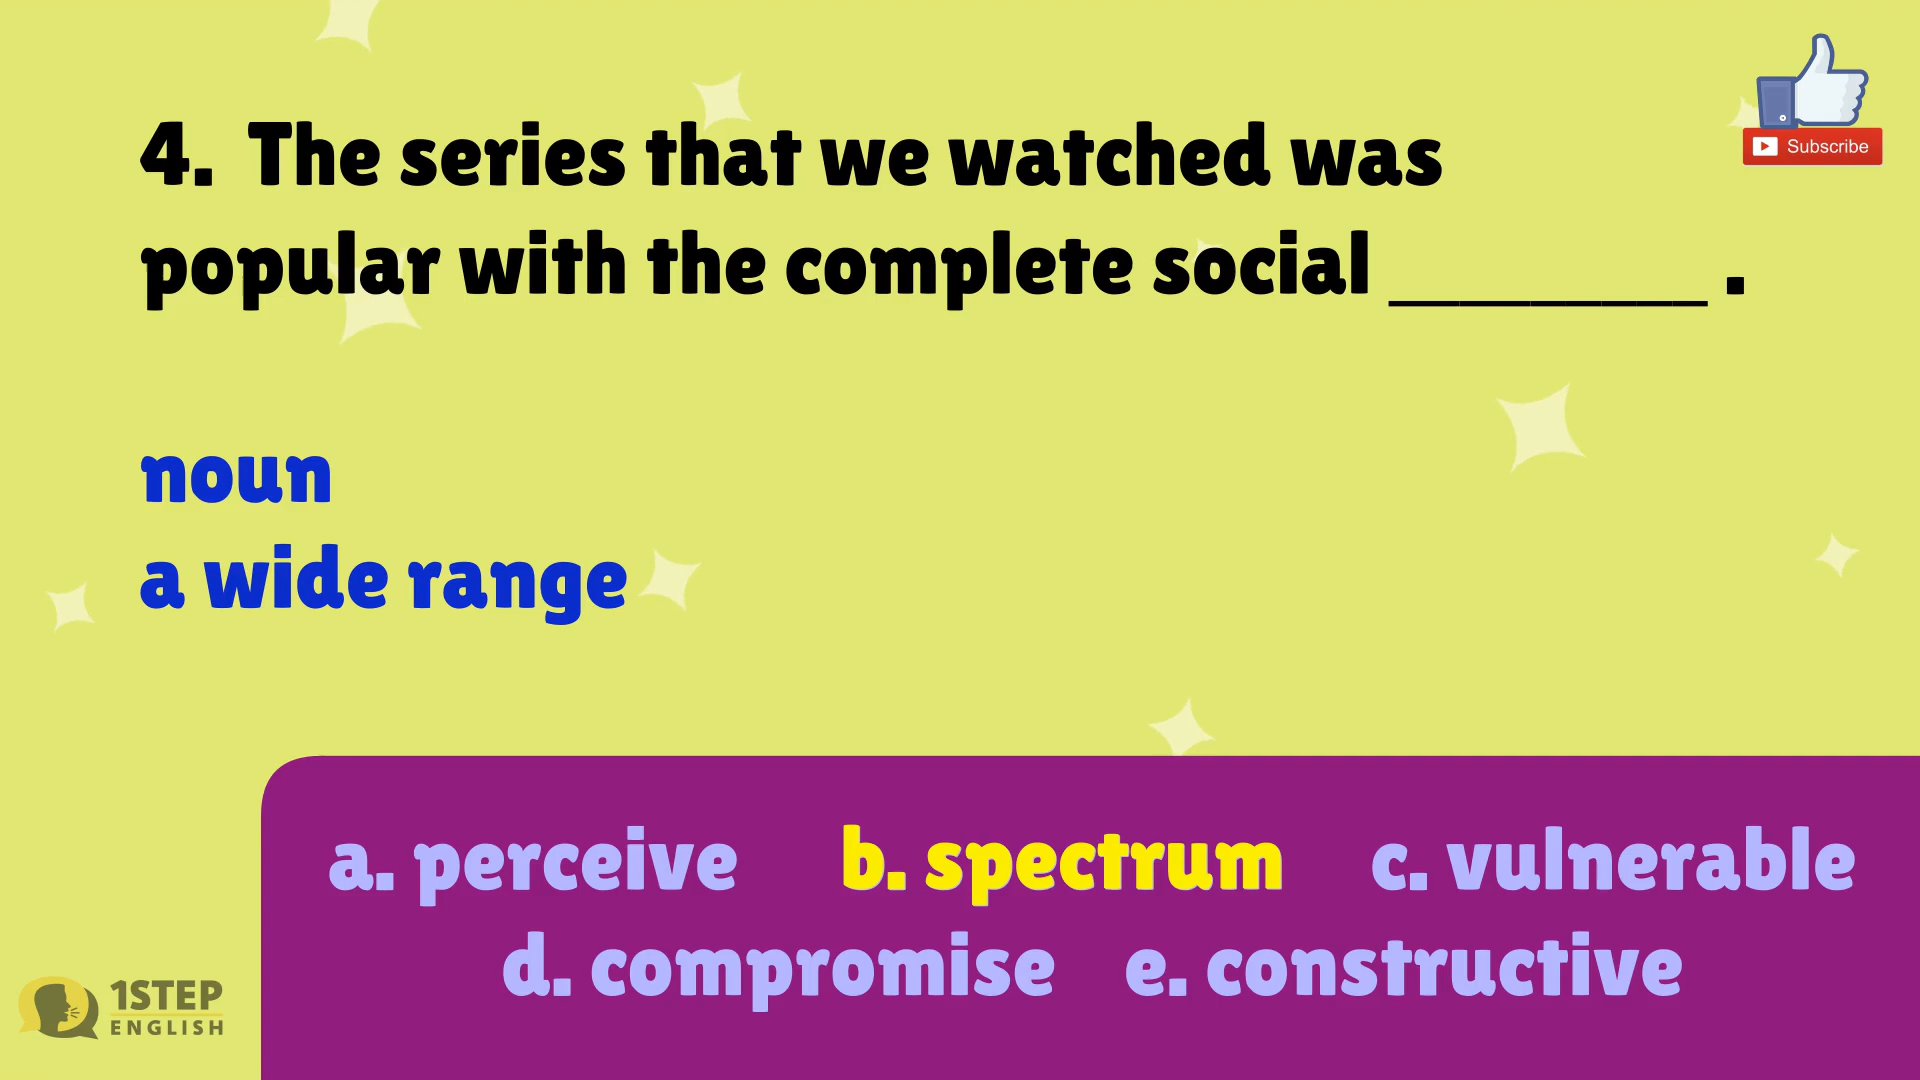 Subscribe
4. The series that we watched was
popular with the complete social _________ .
noun
a wide range
a. perceive b. spectrum c. vulnerable
d. compromise e. constructive
1STEP
ENGLISH